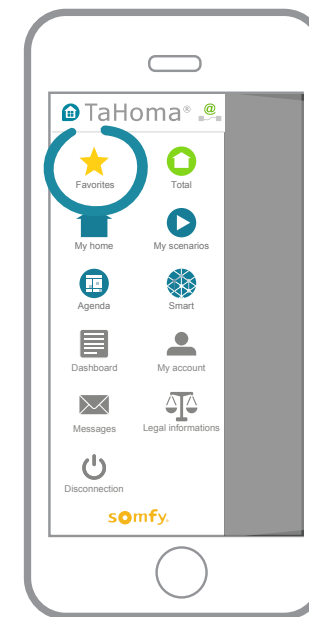 TaHoma® @
Favorites Total
My home My scenarios
Agenda Smart
Dashboard My account
Messages Legal informations
Disconnection
somfy.